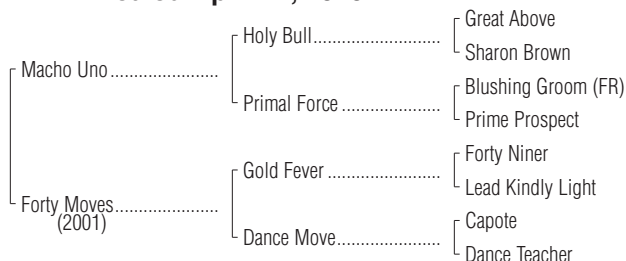 Holy Bull
Great Above
Sharon Brown
Macho Uno
Primal Force
Blushing Groom (FR)
Prime Prospect
Gold Fever
Forty Niner
Lead Kindly Light
Forty Moves
(2001)
Dance Move
Capote
Dance Teacher